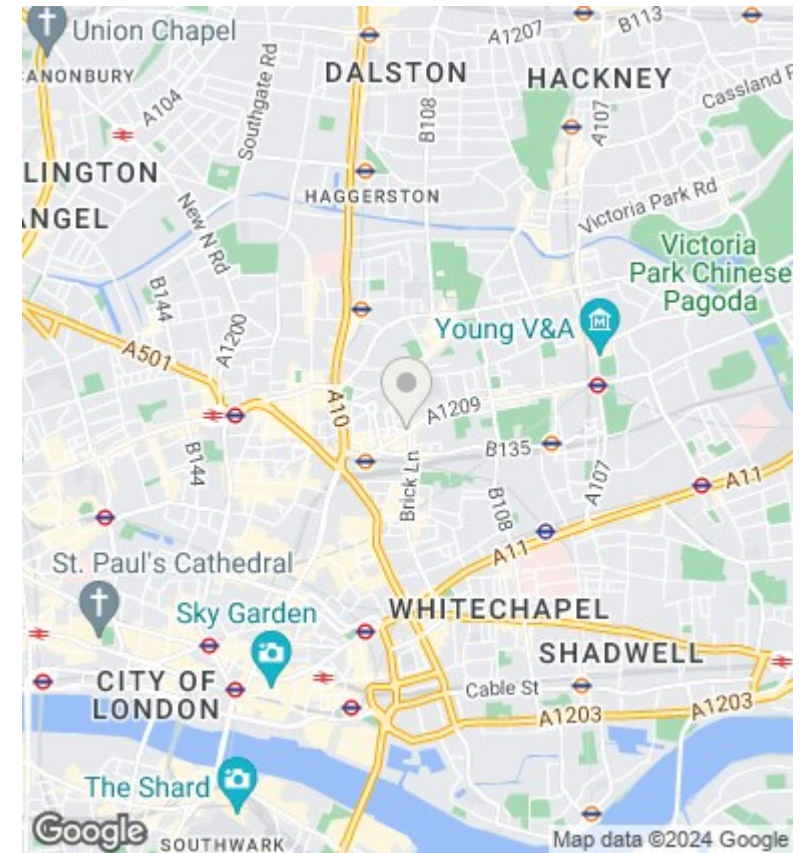 Union Chapel
A1207
B113
ANONBURY
DALSTON
HACKNEY
A104
Southgate Rd
B108
A107
Cassland
LINGTON
ANGEL
HAGGERSTON
New N Rd
Victoria Park Rd
Victoria
Park Chinese
Pagoda
B144
A1200
Young V&A
A501
A10
A1209
B144
B135
Brick Ln
A107
B108
A11
A11
St. Paul's Cathedral
Sky Garden
WHITECHAPEL
SHADWELL
CITY OF
LONDON
Cable St
A1203
A1203
The Shard
Google
SOUTHWARK
Map data ©2024 Google